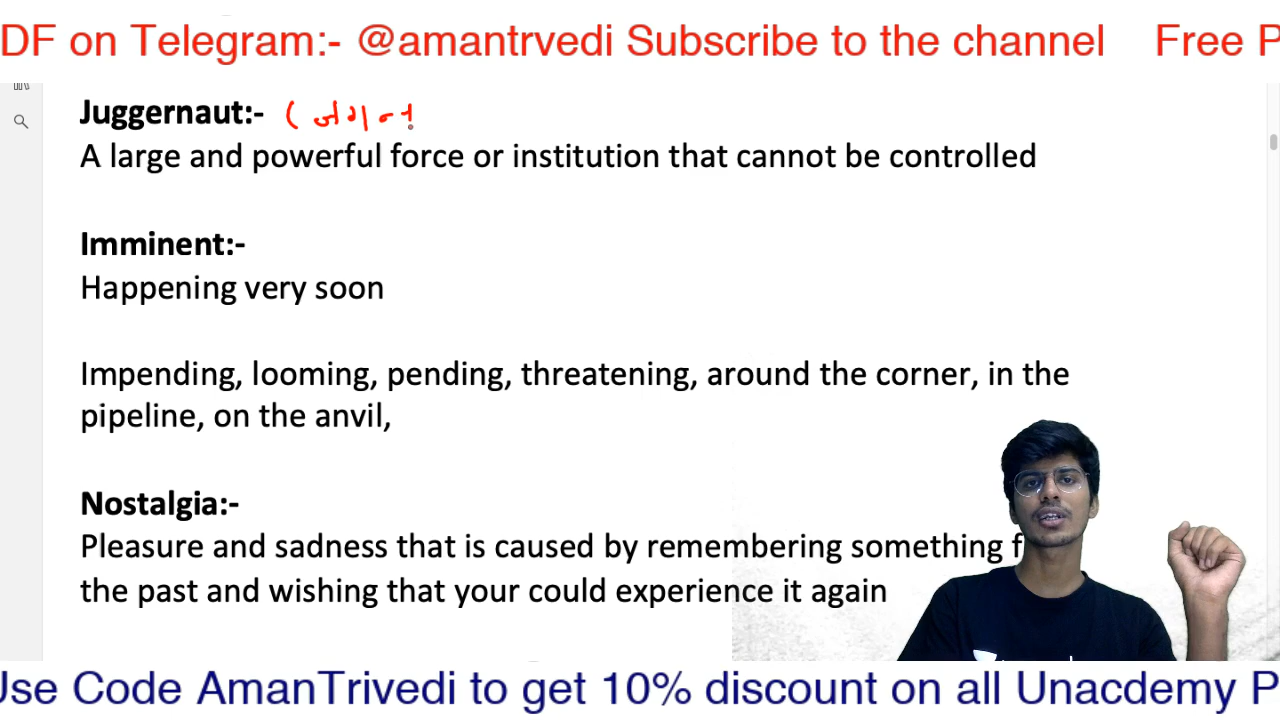 DF on Telegram:- @amantrvedi Subscribe to the channel Free P
Juggernaut:- (
A large and powerful force or institution that cannot be controlled
Imminent:-
Happening very soon
Impending, looming, pending, threatening, around the corner, in the
pipeline, on the anvil,
Nostalgia:-
Pleasure and sadness that is caused by remembering something f
the past and wishing that your could experience it again
Use Code AmanTrivedi to get 10% discount on all Unacdemy P